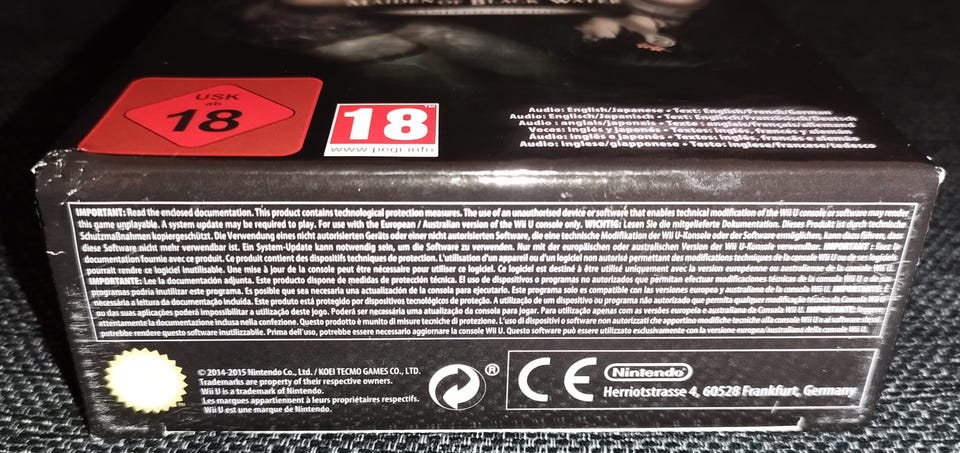 MAIDEN OF BLACK WATER
LIMITED EDITION
USK
ab
18
18™
www.pegi.info
Audio: English/Japanese • Text: English/French/German
Audio: Englisch/Japanisch • Text: Englisch/Französisch/Deutsch
Audio : anglais/japonais • Textes : anglais, français et allemand
Voces: inglés y japonés • Textos: inglés, francés y alemán
Áudio: inglês e japonês • Textos: inglês, francês e alemão
Audio: inglese/giapponese • Testo: inglese/francese/tedesco
IMPORTANT: Read the enclosed documentation. This product contains technological protection measures. The use of an unauthorised device or software that enables technical modification of the Wii U console or software may render
this game unplayable. A system update may be required to play. For use with the European / Australian version of the Wii U console only. WICHTIG: Lesen Sie die mitgelieferte Dokumentation. Dieses Produkt ist durch technische
Schutzmaßnahmen kopiergeschützt. Die Verwendung eines nicht autorisierten Geräts oder einer nicht autorisierten Software, die eine technische Modifikation der Wii U-Konsole oder der Software ermöglichen, kann dazu führen, dass
diese Software nicht mehr verwendbar ist. Ein System-Update kann notwendig sein, um die Software zu verwenden. Nur mit der europäischen oder australischen Version der Wii U-Konsole verwendbar. IMPORTANT : lisez la
documentation fournie avec ce produit. Ce produit contient des dispositifs techniques de protection. L'utilisation d'un appareil ou d'un logiciel non autorisé permettant des modifications techniques de la console Wii U ou de ses logiciels
pourrait rendre ce logiciel inutilisable. Une mise à jour de la console peut être nécessaire pour utiliser ce logiciel. Ce logiciel est destiné à être utilisé uniquement avec la version européenne ou australienne de la console Wii U.
IMPORTANTE: Lee la documentación adjunta. Este producto dispone de medidas de protección técnica. El uso de dispositivos o programas no autorizados que permitan efectuar modificaciones técnicas de la consola Wii U o sus
programas podría inutilizar este programa. Es posible que sea necesaria una actualización de la consola para ejecutarlo. Este programa solo es compatible con las versiones europea y australiana de la consola Wii U. IMPORTANTE: É
necessária a leitura da documentação incluída. Este produto está protegido por dispositivos tecnológicos de proteção. A utilização de um dispositivo ou programa não autorizado que permita qualquer modificação técnica da Consola Wii U
ou das suas aplicações poderá impossibilitar a utilização deste jogo. Poderá ser necessária uma atualização da consola para jogar. Para utilização apenas com as versões europeia e australiana da Consola Wii U. IMPORTANTE: leggere
attentamente la documentazione inclusa nella confezione. Questo prodotto è munito di misure tecniche di protezione. L'uso di dispositivi o software non autorizzati che apportino modifiche tecniche alla console Wii U o al software stesso
potrebbe rendere questo software inutilizzabile. Prima dell'uso, potrebbe essere necessario aggiornare la console Wii U. Questo software può essere utilizzato esclusivamente con la versione europea/australiana della console Wii U.
© 2014-2015 Nintendo Co., Ltd. / KOEI TECMO GAMES CO., LTD.
Trademarks are property of their respective owners.
Wii U is a trademark of Nintendo.
Les marques appartiennent à leurs propriétaires respectifs.
Wii U est une marque de Nintendo.
®
CE
Nintendo®
Herriotstrasse 4, 60528 Frankfurt, Germany